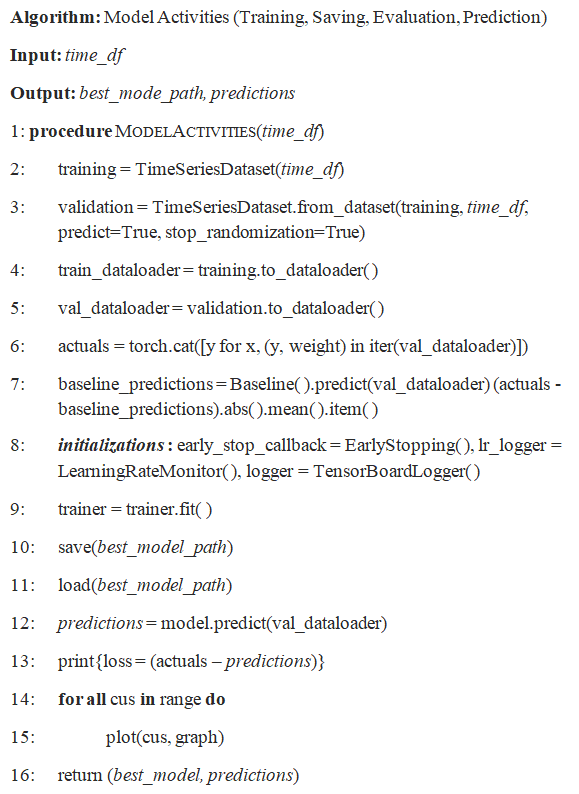 Algorithm: Model Activities (Training, Saving, Evaluation, Prediction)
Input: time_df
Output: best_mode_path, predictions
1: procedure MODELACTIVITIES(time_df)
2: training = TimeSeriesDataset(time_df)
3: validation = TimeSeriesDataset.from_dataset(training, time_df,
predict=True, stop_randomization=True)
4: train_dataloader = training.to_dataloader()
5: val_dataloader = validation.to_dataloader()
6: actuals = torch.cat([y for x, (y, weight) in iter(val_dataloader)])
7: baseline_predictions = Baseline().predict(val_dataloader) (actuals -
baseline_predictions).abs().mean().item()
8: initializations : early_stop_callback = EarlyStopping(), lr_logger =
LearningRateMonitor(), logger = TensorBoardLogger()
9: trainer = trainer.fit()
10: save(best_model_path)
11: load(best_model_path)
12: predictions = model.predict(val_dataloader)
13: print{loss = (actuals – predictions)}
14: for all cus in range do
15: plot(cus, graph)
16: return (best_model, predictions)